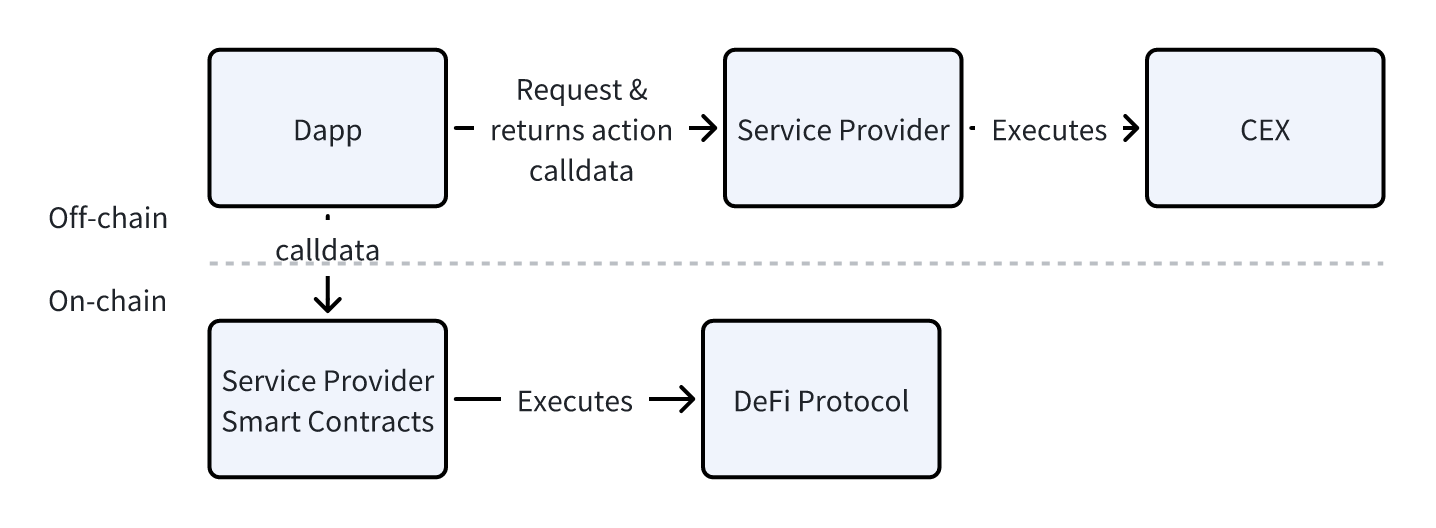 Dapp
Request &
returns action
calldata
Service Provider
Executes
CEX
Off-chain
calldata
On-chain
Service Provider
Smart Contracts
Executes
DeFi Protocol